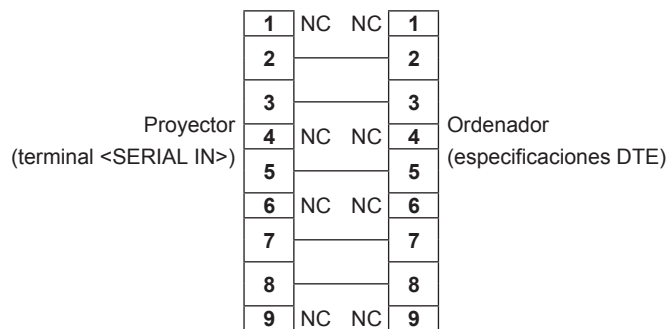 1 NC NC 1
2 2
3 3
Proyector
(terminal <SERIAL IN>)
4 NC NC 4
Ordenador
(especificaciones DTE)
5 5
6 NC NC 6
7 7
8 8
9 NC NC 9